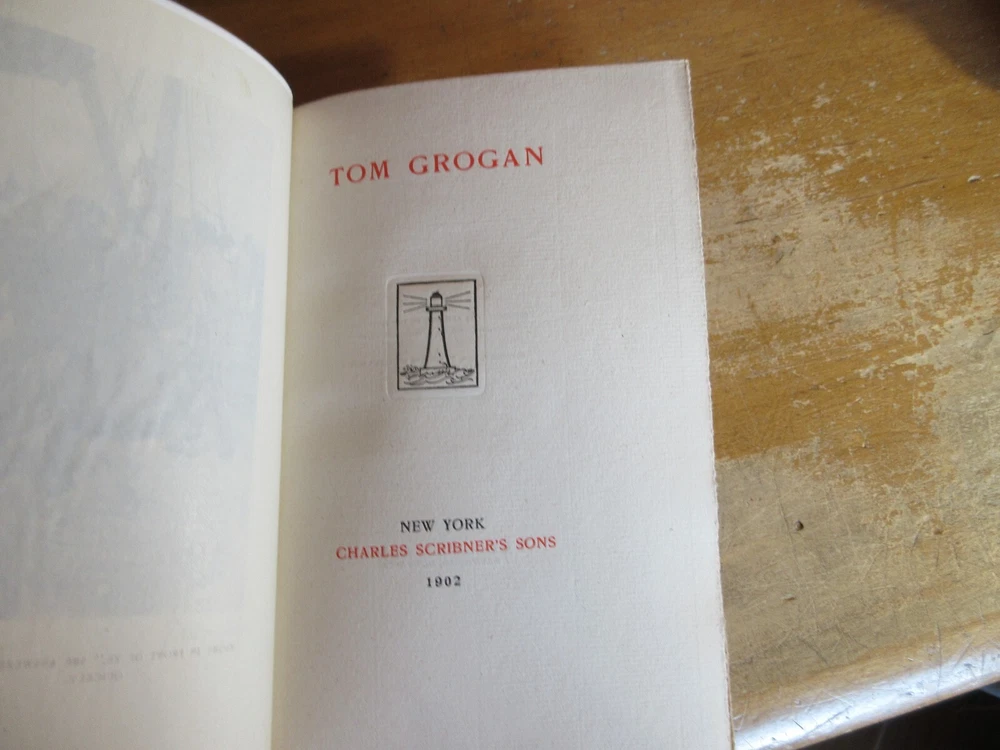 TOM GROGAN
NEW YORK
CHARLES SCRIBNER'S SONS
1902